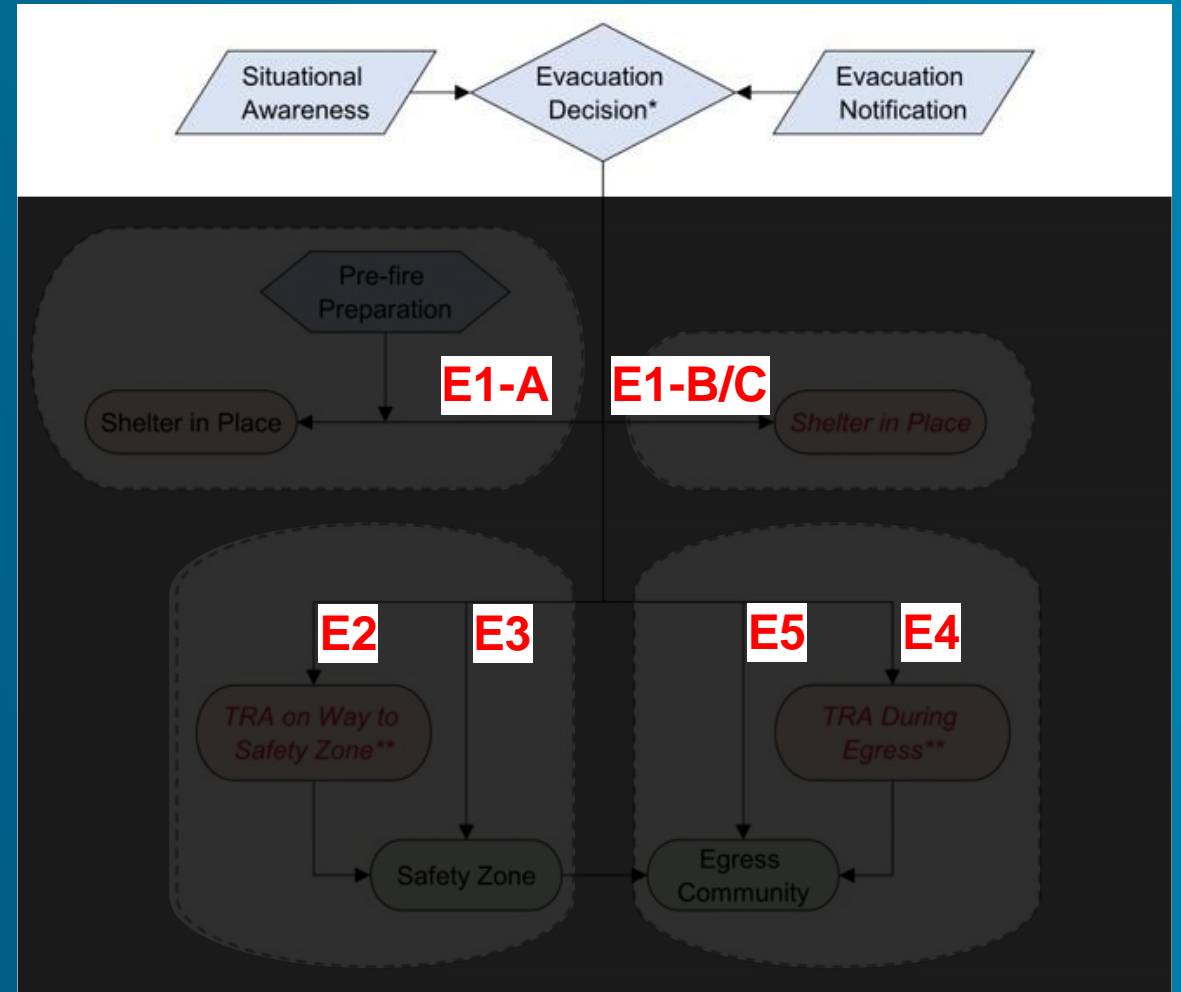 Situational
Awareness
Evacuation
Decision*
Evacuation
Notification
Pre-fire
Preparation
E1-A
E1-B/C
Shelter in Place
Shelter in Place
E2
E3
E5
E4
TRA on Way to
Safety Zone**
TRA During
Egress**
Safety Zone
Egress
Community